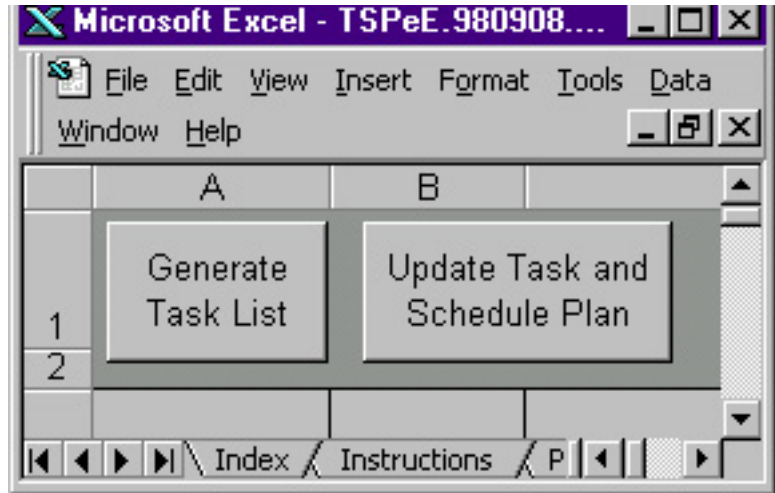 Microsoft Excel - TSPeE.980908....
File Edit View Insert Format Tools Data
Window Help
A B
Generate
Task List
Update Task and
Schedule Plan
1
2
Index Instructions P